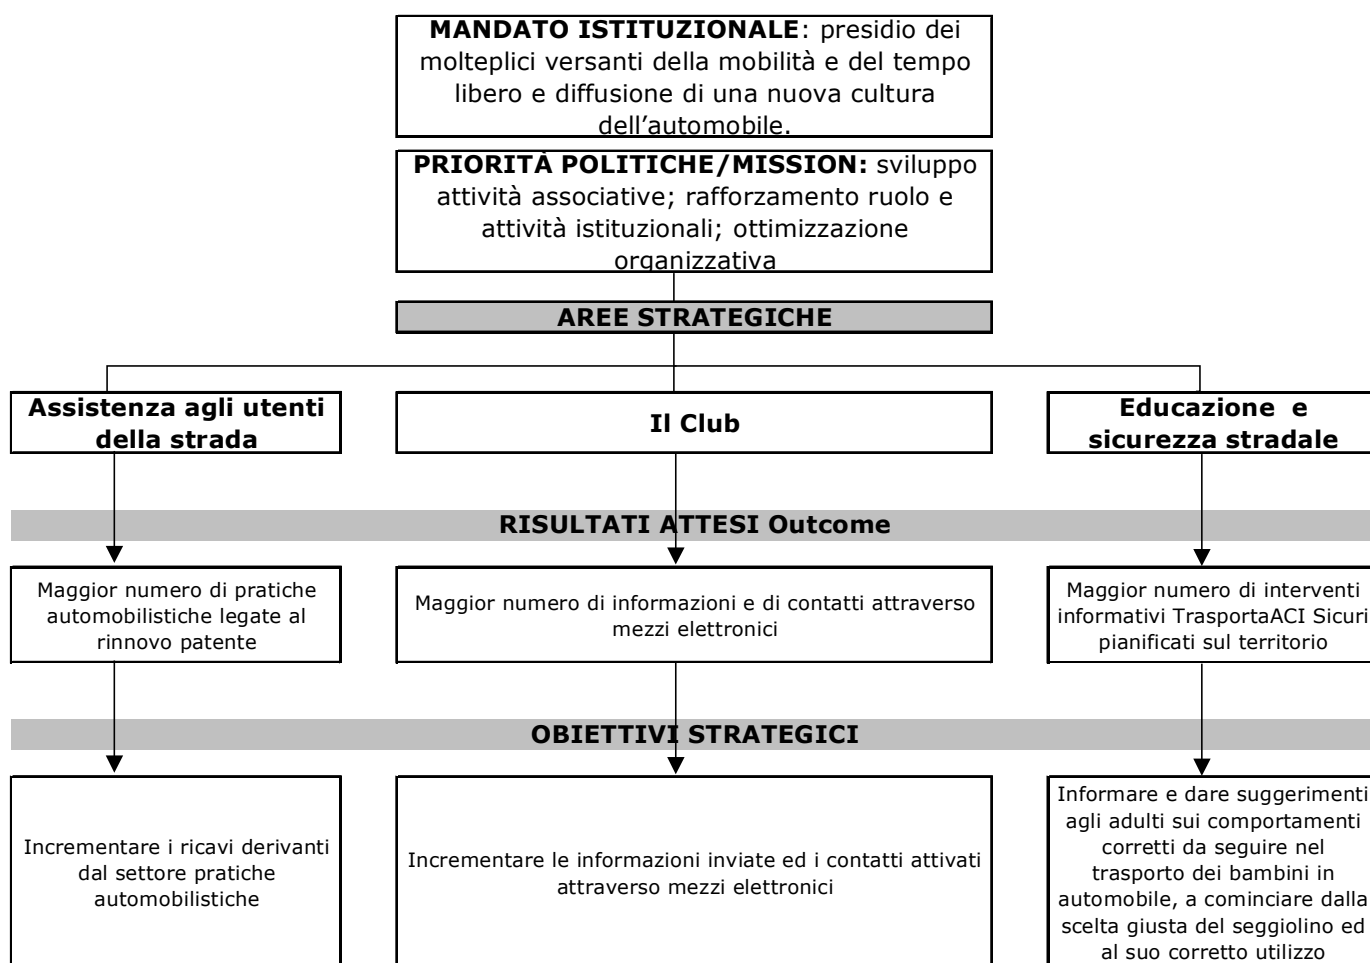 MANDATO ISTITUZIONALE: presidio dei
molteplici versanti della mobilità e del tempo
libero e diffusione di una nuova cultura
dell'automobile.
PRIORITÀ POLITICHE/MISSION: sviluppo
attività associative; rafforzamento ruolo e
attività istituzionali; ottimizzazione
organizzativa
AREE STRATEGICHE
Assistenza agli utenti
della strada
Il Club
Educazione e
sicurezza stradale
RISULTATI ATTESI Outcome
Maggior numero di pratiche
automobilistiche legate al
rinnovo patente
Maggior numero di informazioni e di contatti attraverso
mezzi elettronici
Maggior numero di interventi
informativi TrasportaACI Sicuri
pianificati sul territorio
OBIETTIVI STRATEGICI
Incrementare i ricavi derivanti
dal settore pratiche
automobilistiche
Incrementare le informazioni inviate ed i contatti attivati
attraverso mezzi elettronici
Informare e dare suggerimenti
agli adulti sui comportamenti
corretti da seguire nel
trasporto dei bambini in
automobile, a cominciare dalla
scelta giusta del seggiolino ed
al suo corretto utilizzo